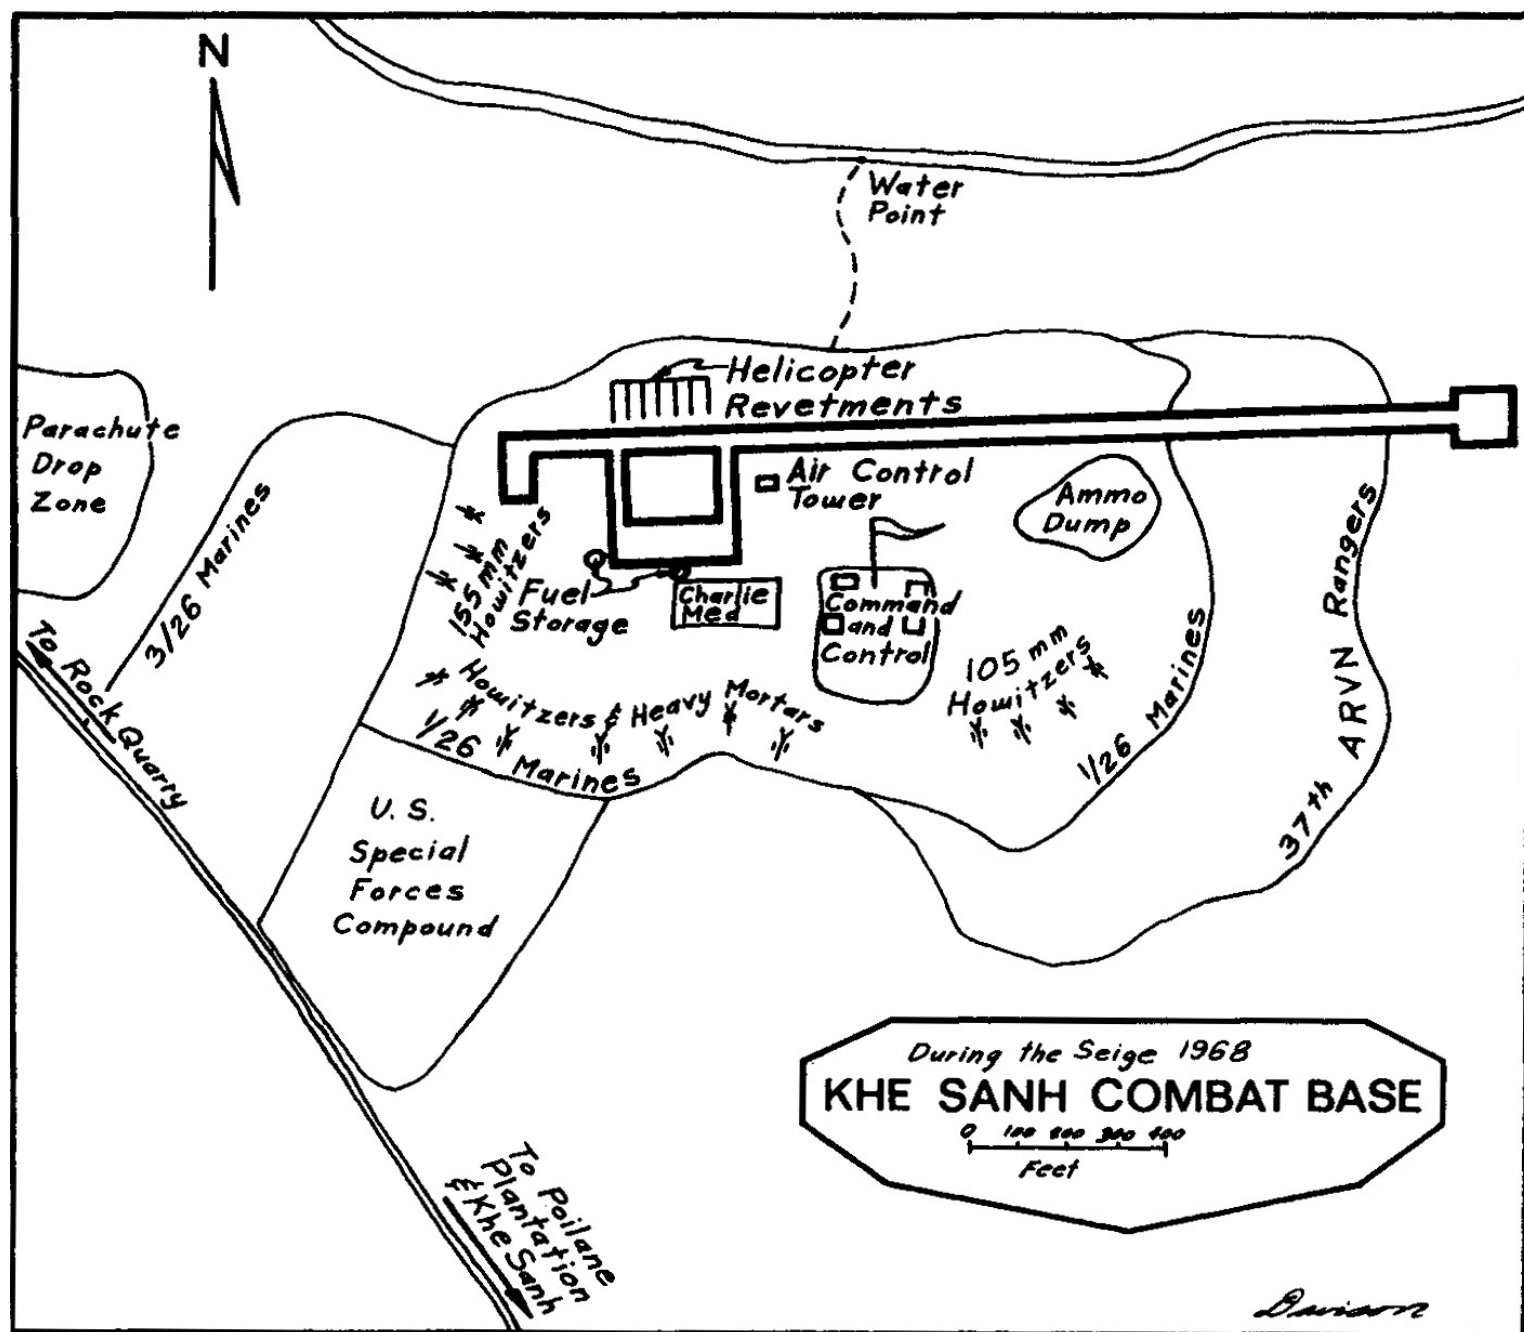 N
Water
Point
Helicopter
Revetments
Parachute
Drop
Zone
3/26 Marines
Air Control
Tower
Ammo
Dump
155mm
Howitzers
Fuel
Storage
Charlie
Med
Command
and
Control
105 mm
Howitzers
Howitzers & Heavy Mortars
1/26 Marines
1/26 Marines
37th ARVN Rangers
To Rock Quarry
U. S.
Special
Forces
Compound
To Poilane
Plantation
& Khe Sanh
During the Seige 1968
KHE SANH COMBAT BASE
0 100 200 300 400
Feet
Davison